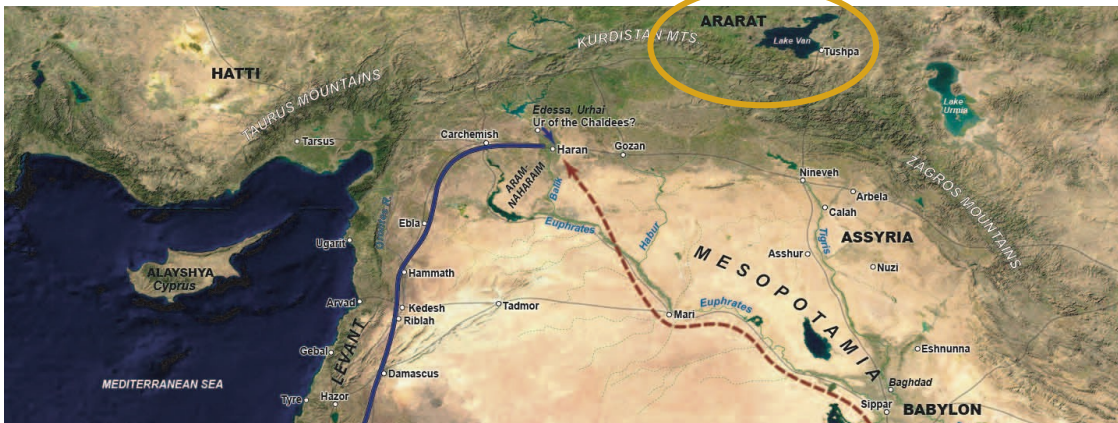 ARARAT
KURDISTAN MTS
Lake Van
Tushpa
HATTI
TAURUS MOUNTAINS
Lake
Urmia
Edessa, Urhai
Ur of the Chaldees?
Carchemish
Tarsus
Haran
Gozan
ARAM-
NAHARAIM
Balik
Nineveh
ZAGROS MOUNTAINS
Arbela
Calah
Ebla
Orontes R.
Euphrates
Habur
Tigris
ASSYRIA
Ugarit
MESOPOTAMIA
Asshur
Nuzi
ALAYSHYA
Cyprus
Hammath
Arvad
Kedesh
Riblah
Tadmor
Euphrates
Mari
LEVANT
Gebal
Eshnunna
Damascus
MEDITERRANEAN SEA
Baghdad
Tyre
Hazor
Sippar
BABYLON